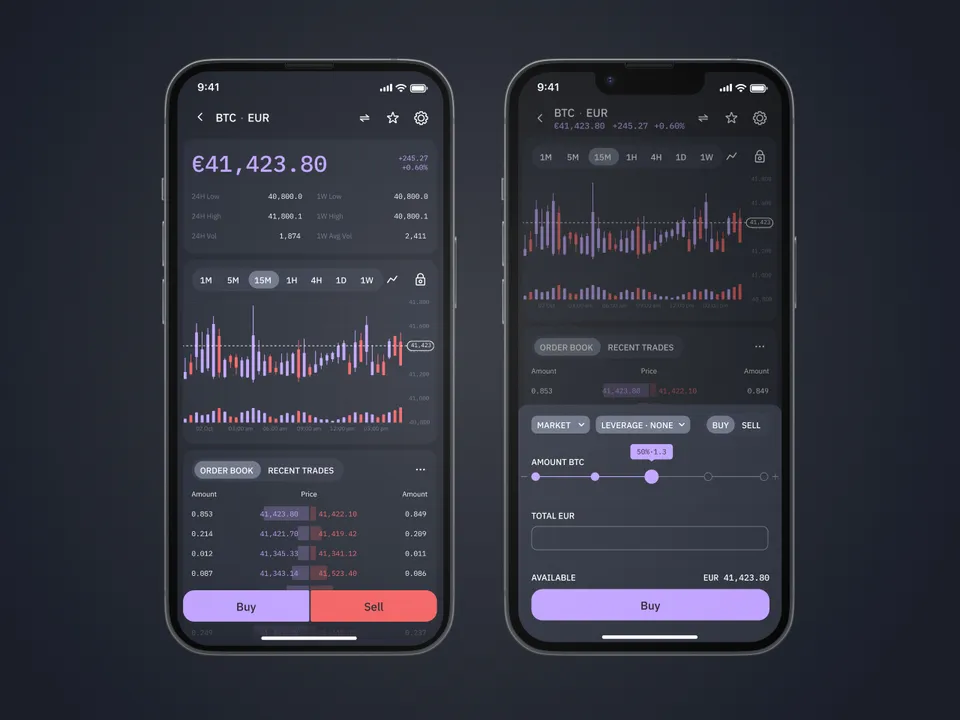 9:41
BTC · EUR
€41,423.80
+245.27
+0.60%
24H Low 40,800.0 1W Low 40,800.0
24H High 41,800.1 1W High 40,800.1
24H Vol 1,874 1W Avg Vol 2,411
1M 5M 15M 1H 4H 1D 1W
41,423
ORDER BOOK RECENT TRADES ...
Amount Price Amount
0.853 41,423.80 41,422.10 0.849
0.214 41,421.70 41,419.42 0.209
0.012 41,345.33 41,341.12 0.011
0.087 41,343.14 41,523.40 0.086
Buy Sell
9:41
BTC · EUR
€41,423.80 +245.27 +0.60%
1M 5M 15M 1H 4H 1D 1W
41,423
ORDER BOOK RECENT TRADES ...
Amount Price Amount
0.853 41,423.80 41,422.10 0.849
MARKET LEVERAGE · NONE BUY SELL
50%·1.3
AMOUNT BTC
− +
TOTAL EUR
AVAILABLE EUR 41,423.80
Buy